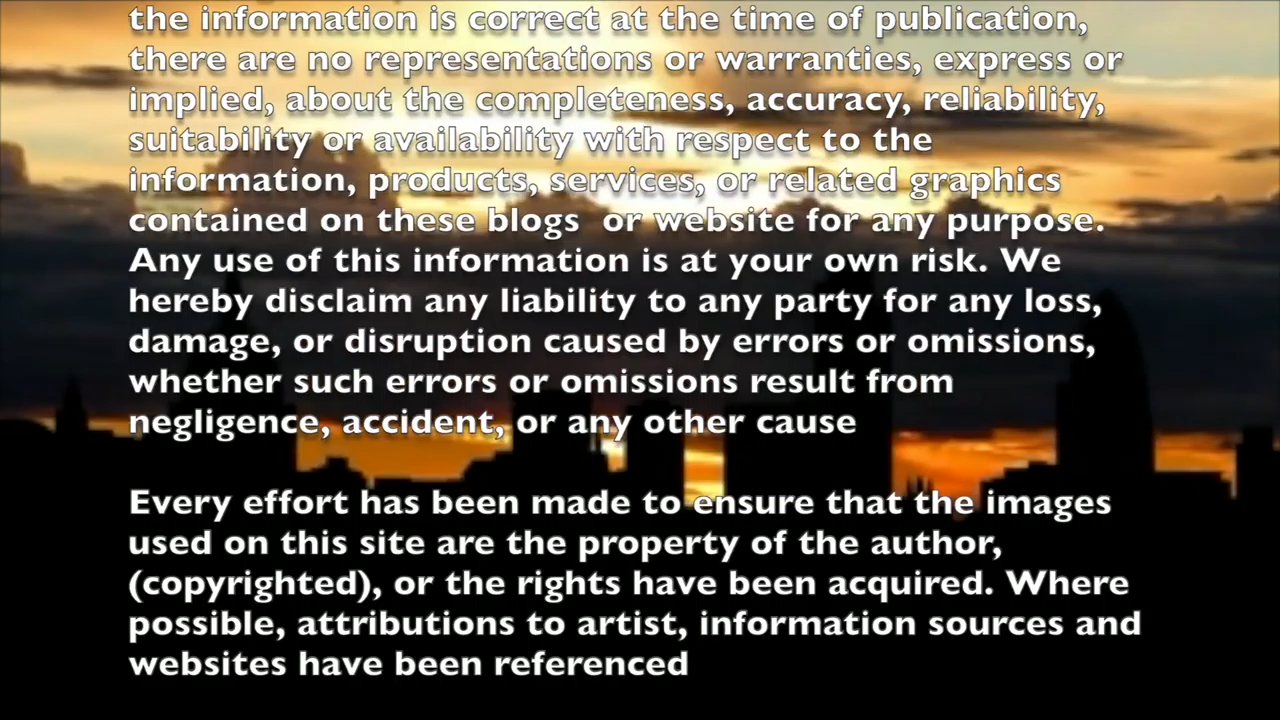 the information is correct at the time of publication,
there are no representations or warranties, express or
implied, about the completeness, accuracy, reliability,
suitability or availability with respect to the
information, products, services, or related graphics
contained on these blogs  or website for any purpose.
Any use of this information is at your own risk. We
hereby disclaim any liability to any party for any loss,
damage, or disruption caused by errors or omissions,
whether such errors or omissions result from
negligence, accident, or any other cause

Every effort has been made to ensure that the images
used on this site are the property of the author,
(copyrighted), or the rights have been acquired. Where
possible, attributions to artist, information sources and
websites have been referenced